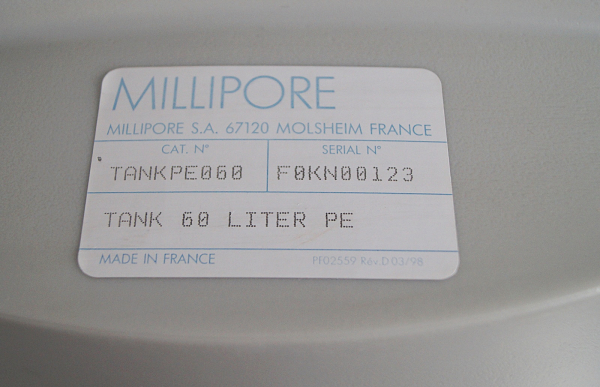 MILLIPORE
MILLIPORE S.A. 67120 MOLSHEIM FRANCE
CAT. N° SERIAL N°
TANKPE060 F0KN00123
TANK 60 LITER PE
MADE IN FRANCE PF02559 Rev. D 03/98